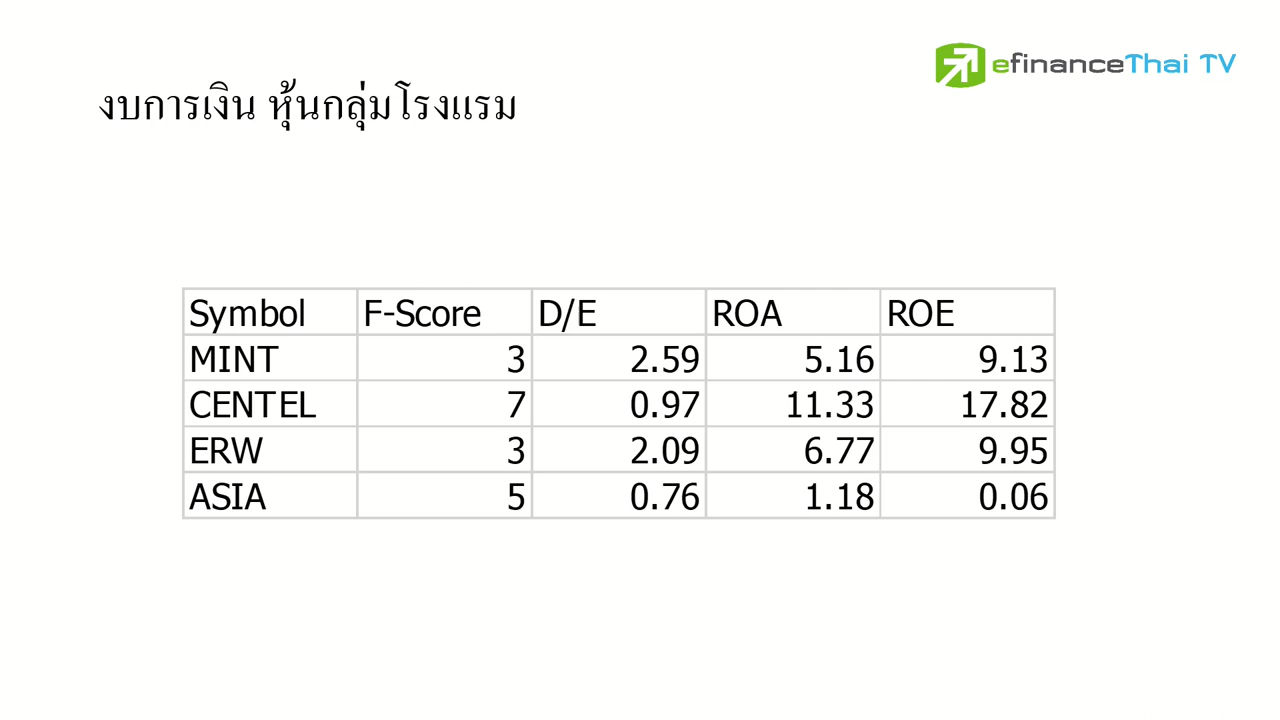 efinanceThai TV
งบการเงิน หุ้นกลุ่มโรงแรม
Symbol F-Score D/E ROA ROE
MINT 3 2.59 5.16 9.13
CENTEL 7 0.97 11.33 17.82
ERW 3 2.09 6.77 9.95
ASIA 5 0.76 1.18 0.06